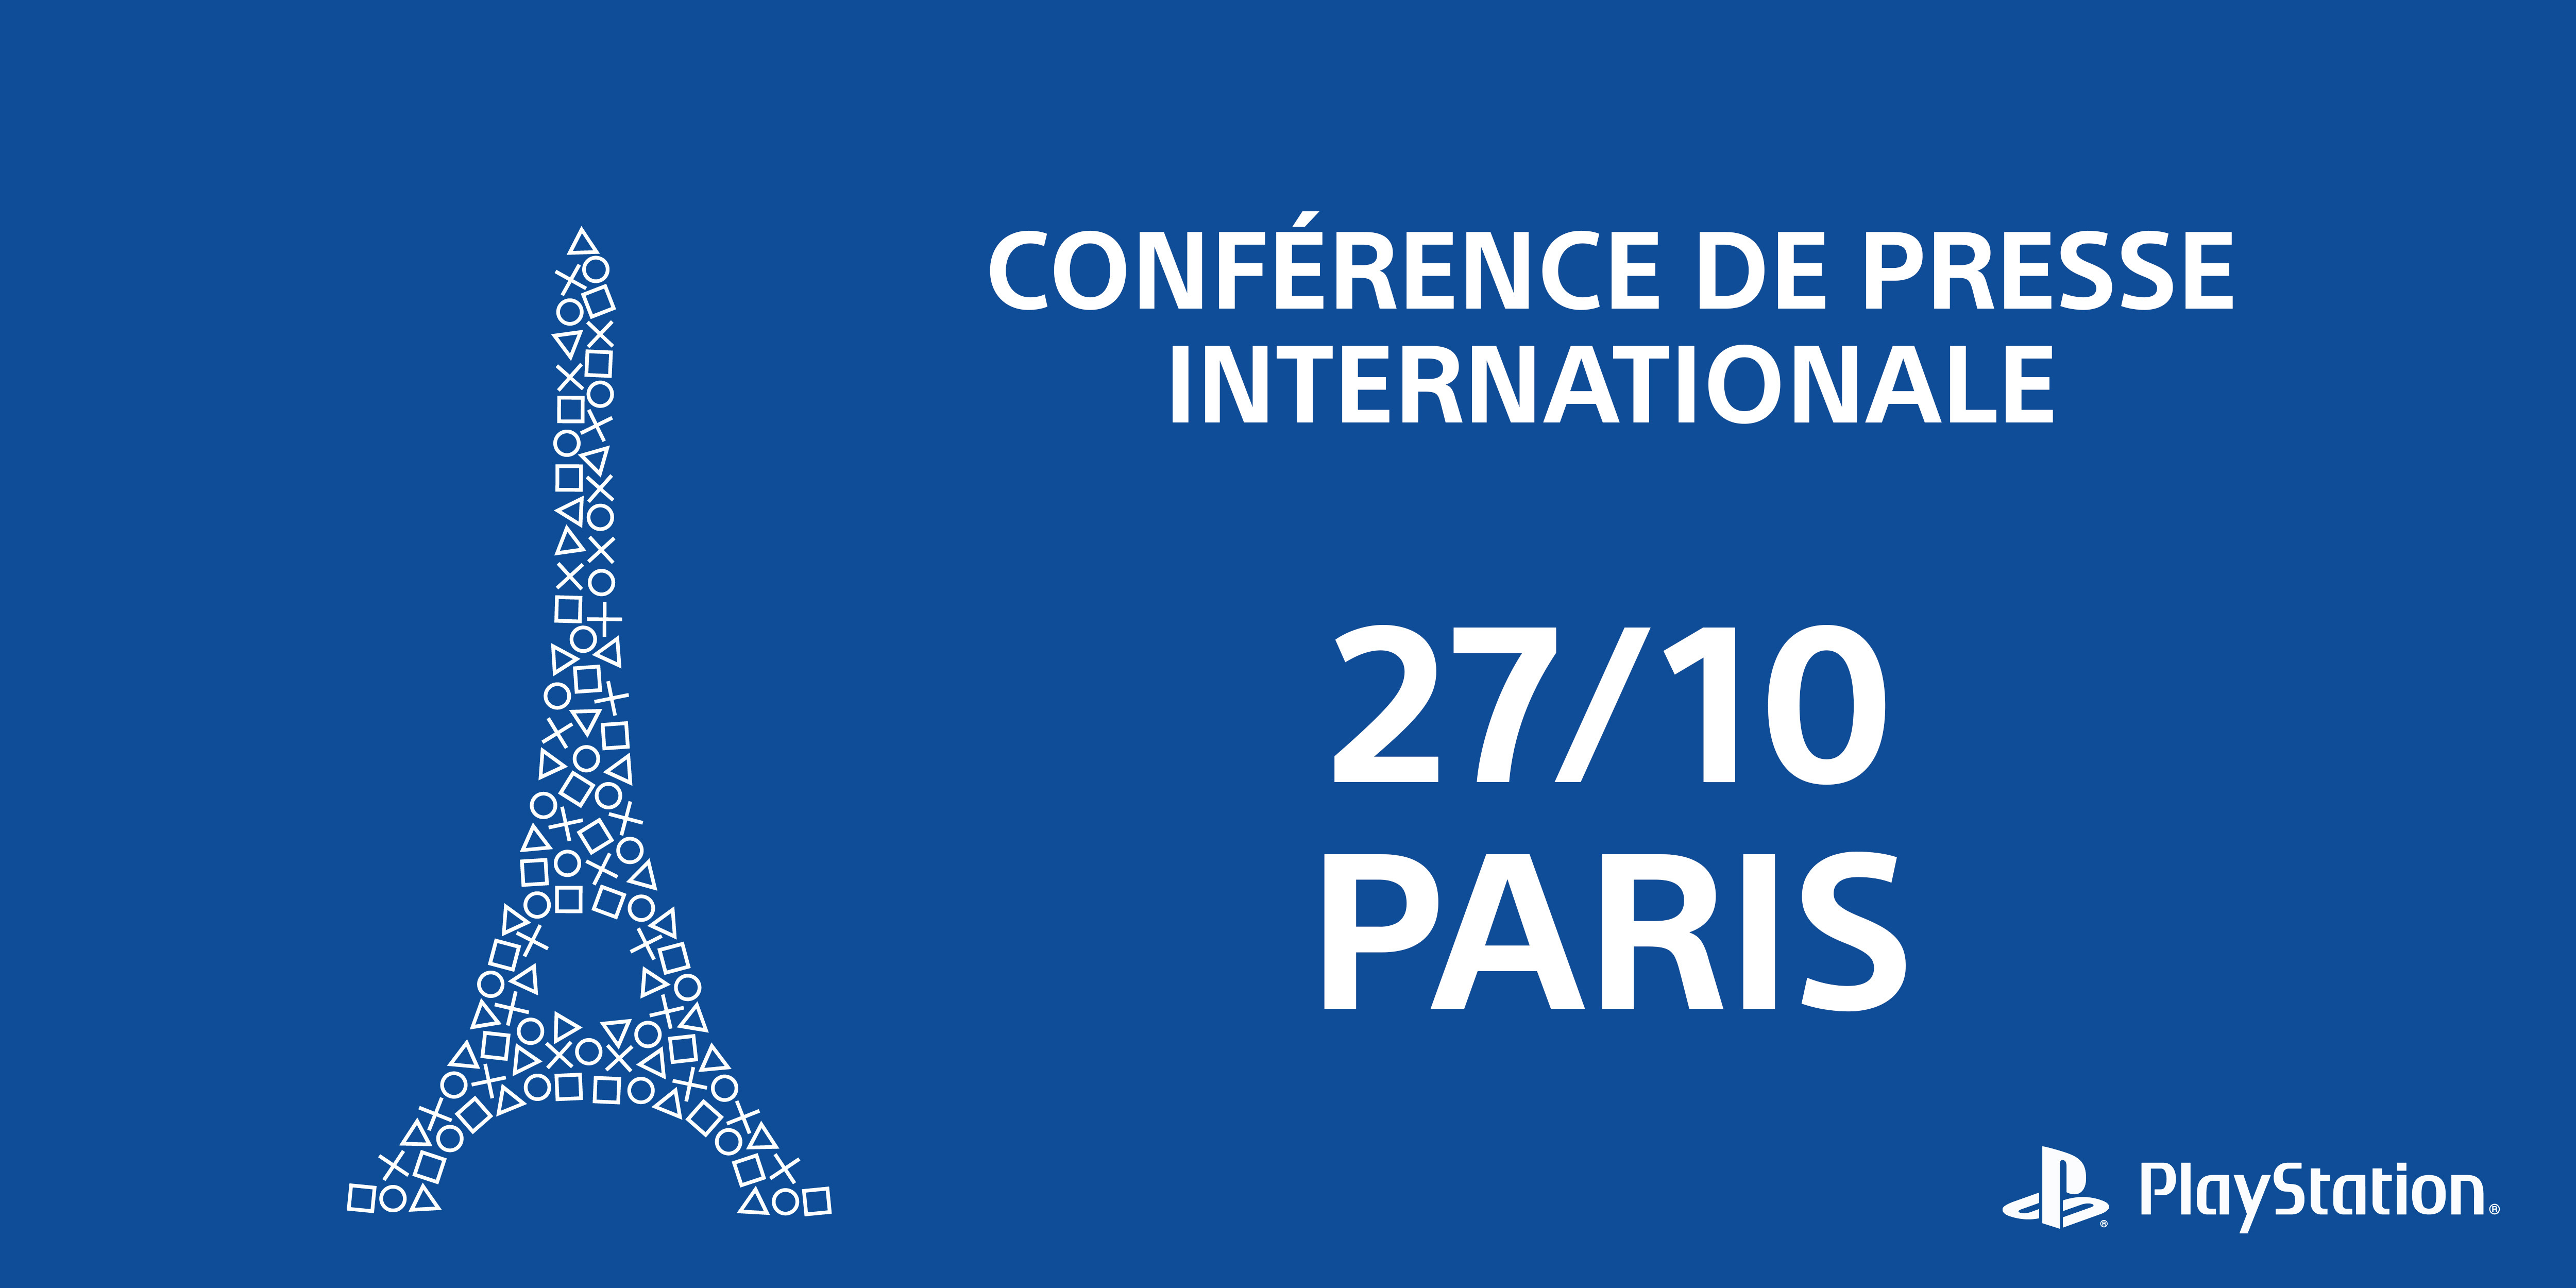 CONFÉRENCE DE PRESSE
INTERNATIONALE
27/10
PARIS
PlayStation®